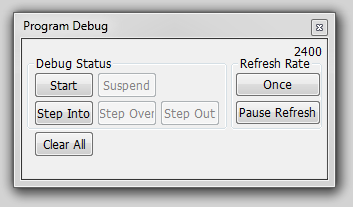 Program Debug
2400
Debug Status
Refresh Rate
Start Suspend
Once
Step Into Step Over Step Out
Pause Refresh
Clear All